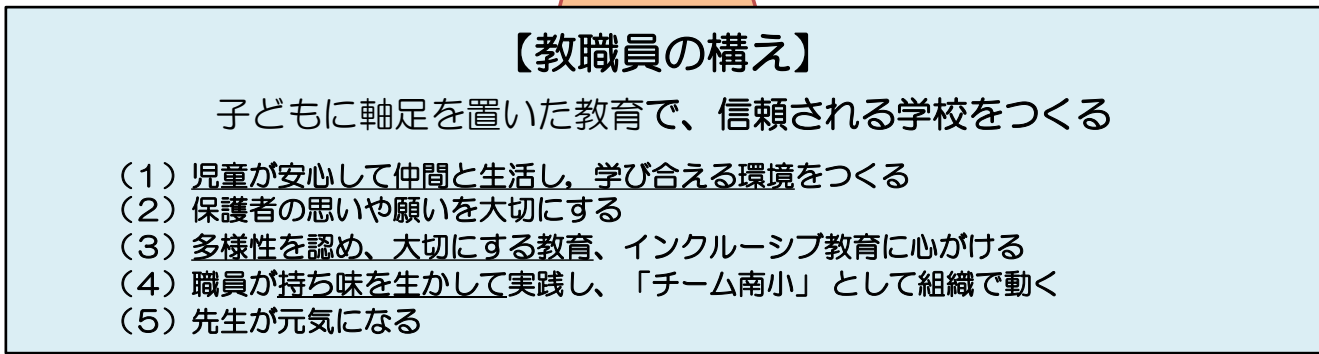 【教職員の構え】
子どもに軸足を置いた教育で、信頼される学校をつくる
（１）児童が安心して仲間と生活し，学び合える環境をつくる
（２）保護者の思いや願いを大切にする
（３）多様性を認め、大切にする教育、インクルーシブ教育に心がける
（４）職員が持ち味を生かして実践し、「チーム南小」 として組織で動く
（５）先生が元気になる